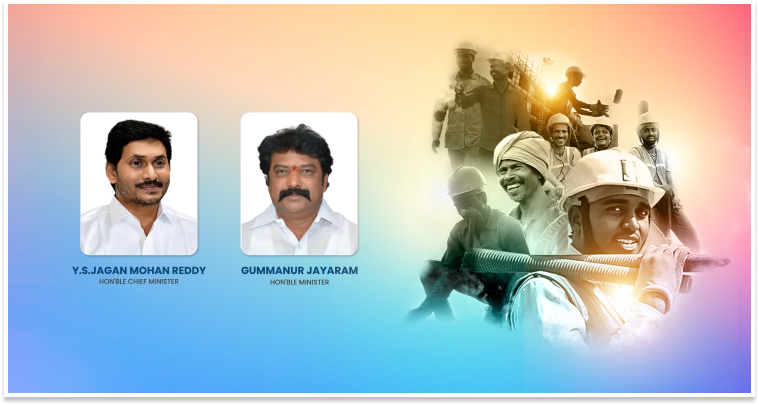 Y.S.JAGAN MOHAN REDDY
HON'BLE CHIEF MINISTER
GUMMANUR JAYARAM
HON'BLE MINISTER